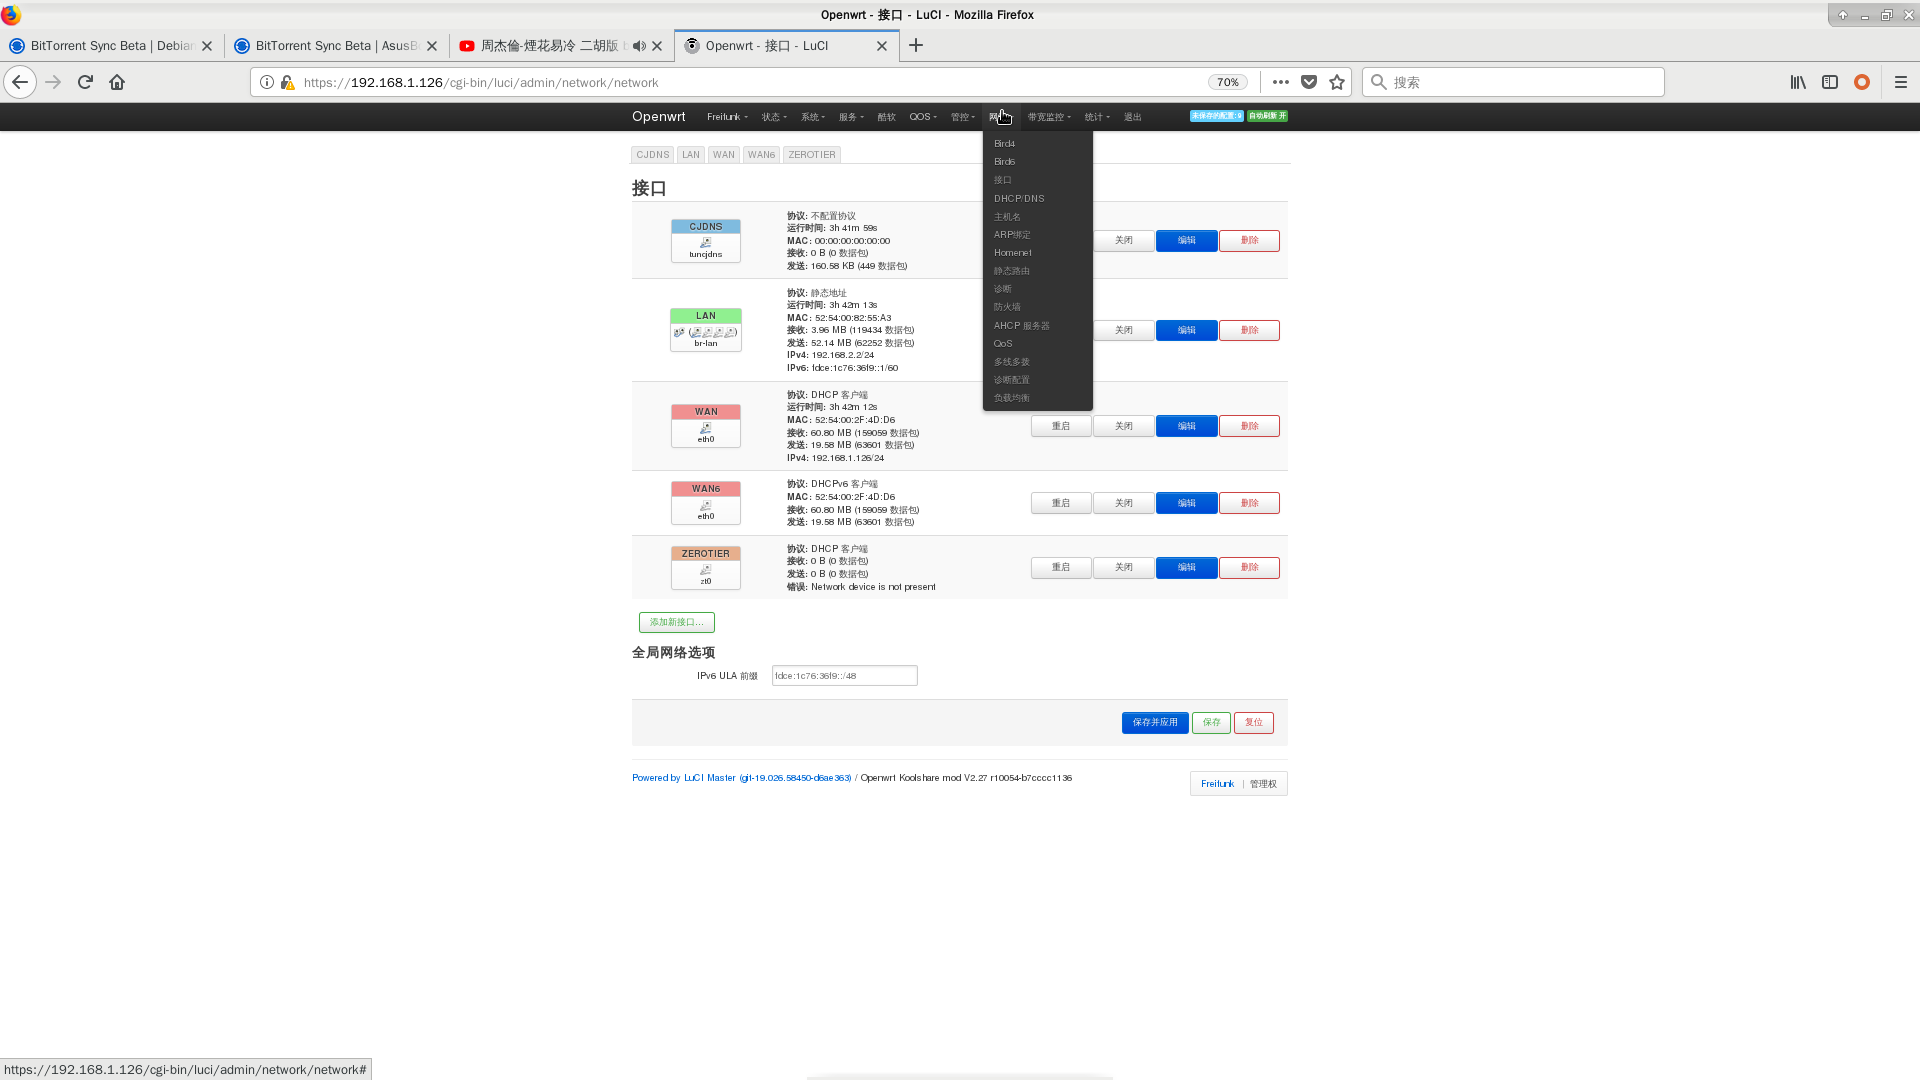 Openwrt - 接口 - LuCI - Mozilla Firefox
BitTorrent Sync Beta | Debian
BitTorrent Sync Beta | AsusB
周杰倫-煙花易冷 二胡版
Openwrt - 接口 - LuCI
https://192.168.1.126/cgi-bin/luci/admin/network/network
70%
搜索
Openwrt Freifunk 状态 系统 服务 酷软 QOS 管控 带宽监控 统计 退出 未保存的配置: 9 自动刷新 开
CJDNS LAN WAN WAN6 ZEROTIER
接口
CJDNS
tuncjdns
协议: 不配置协议
运行时间: 3h 41m 59s
MAC: 00:00:00:00:00:00
接收: 0 B (0 数据包)
发送: 160.58 KB (449 数据包)
关闭 编辑 删除
LAN
br-lan
协议: 静态地址
运行时间: 3h 42m 13s
MAC: 52:54:00:82:55:A3
接收: 3.96 MB (119434 数据包)
发送: 52.14 MB (62252 数据包)
IPv4: 192.168.2.2/24
IPv6: fdce:1c76:36f9::1/60
关闭 编辑 删除
WAN
eth0
协议: DHCP 客户端
运行时间: 3h 42m 12s
MAC: 52:54:00:2F:4D:D6
接收: 60.80 MB (159059 数据包)
发送: 19.58 MB (63601 数据包)
IPv4: 192.168.1.126/24
重启 关闭 编辑 删除
WAN6
eth0
协议: DHCPv6 客户端
MAC: 52:54:00:2F:4D:D6
接收: 60.80 MB (159059 数据包)
发送: 19.58 MB (63601 数据包)
重启 关闭 编辑 删除
ZEROTIER
zt0
协议: DHCP 客户端
接收: 0 B (0 数据包)
发送: 0 B (0 数据包)
错误: Network device is not present
重启 关闭 编辑 删除
Bird4
Bird6
接口
DHCP/DNS
主机名
ARP绑定
Homenet
静态路由
诊断
防火墙
AHCP 服务器
QoS
多线多拨
诊断配置
负载均衡
添加新接口...
全局网络选项
IPv6 ULA 前缀 fdce:1c76:36f9::/48
保存并应用 保存 复位
Powered by LuCI Master (git-19.026.58450-d6ae363) / Openwrt Koolshare mod V2.27 r10054-b7cccc1136
Freifunk | 管理权
https://192.168.1.126/cgi-bin/luci/admin/network/network#